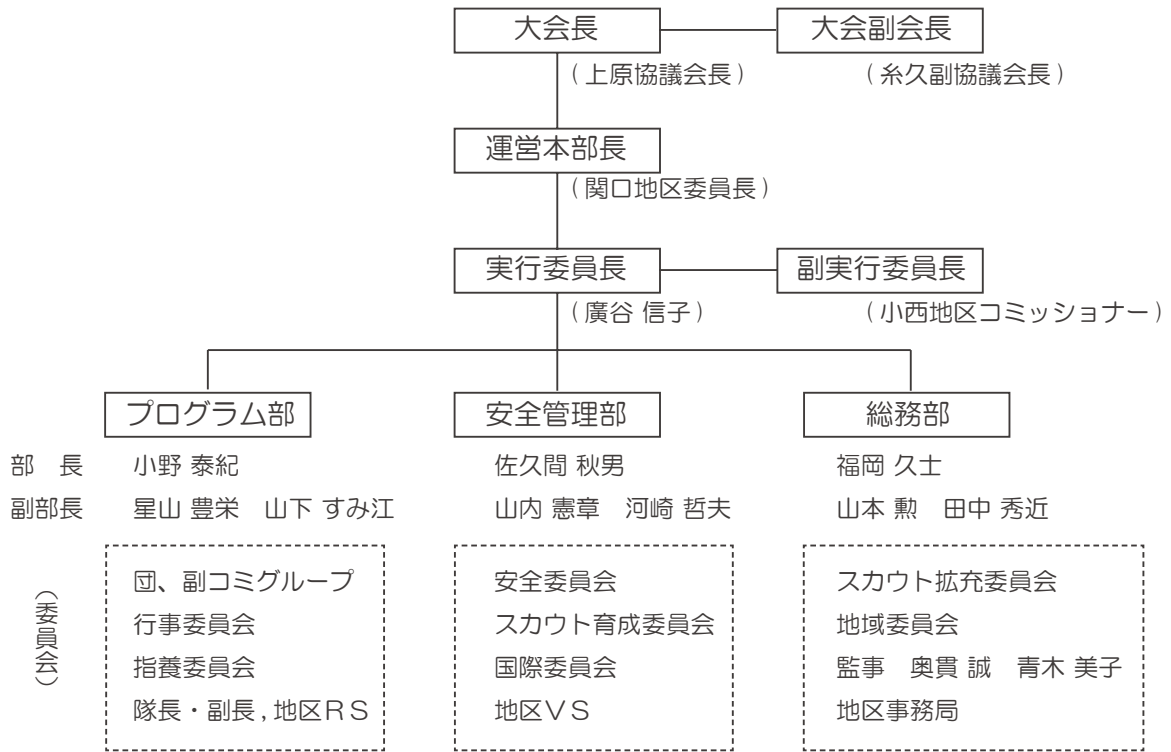 大会長 大会副会長
（上原協議会長） （糸久副協議会長）
運営本部長
（関口地区委員長）
実行委員長 副実行委員長
（廣谷 信子） （小西地区コミッショナー）
プログラム部 安全管理部 総務部
部　長 小野 泰紀 佐久間 秋男 福岡 久士
副部長 星山 豊栄　山下 すみ江 山内 憲章　河崎 哲夫 山本 勲　田中 秀近
（委員会）
団、副コミグループ 安全委員会 スカウト拡充委員会
行事委員会 スカウト育成委員会 地域委員会
指養委員会 国際委員会 監事　奥貫 誠　青木 美子
隊長・副長，地区ＲＳ 地区ＶＳ 地区事務局